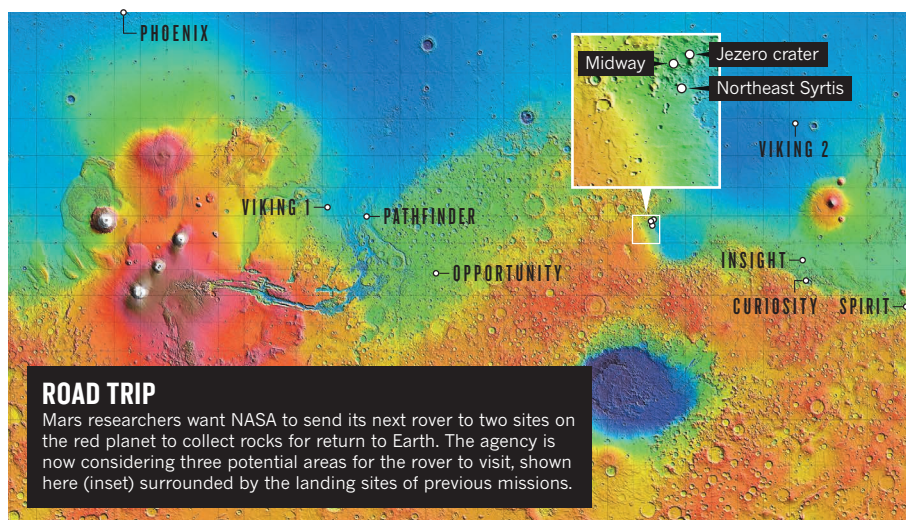 PHOENIX
Midway
Jezero crater
Northeast Syrtis
VIKING 2
VIKING 1
PATHFINDER
OPPORTUNITY
INSIGHT
CURIOSITY
SPIRIT
ROAD TRIP
Mars researchers want NASA to send its next rover to two sites on
the red planet to collect rocks for return to Earth. The agency is
now considering three potential areas for the rover to visit, shown
here (inset) surrounded by the landing sites of previous missions.